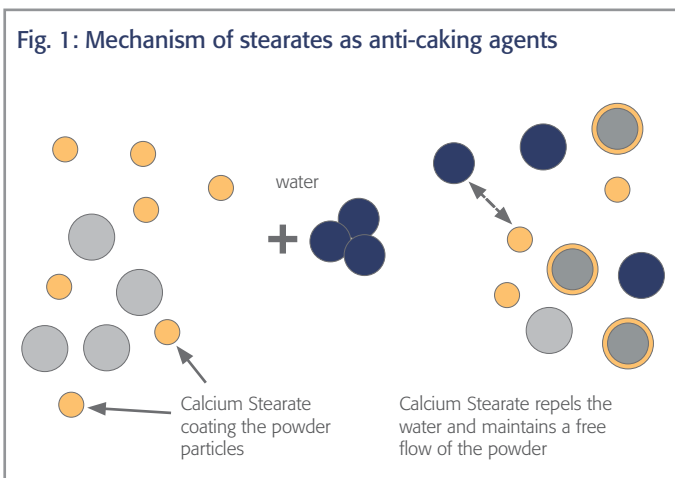 Fig. 1: Mechanism of stearates as anti-caking agents
water
+
Calcium Stearate
coating the powder
particles
Calcium Stearate repels the
water and maintains a free
flow of the powder